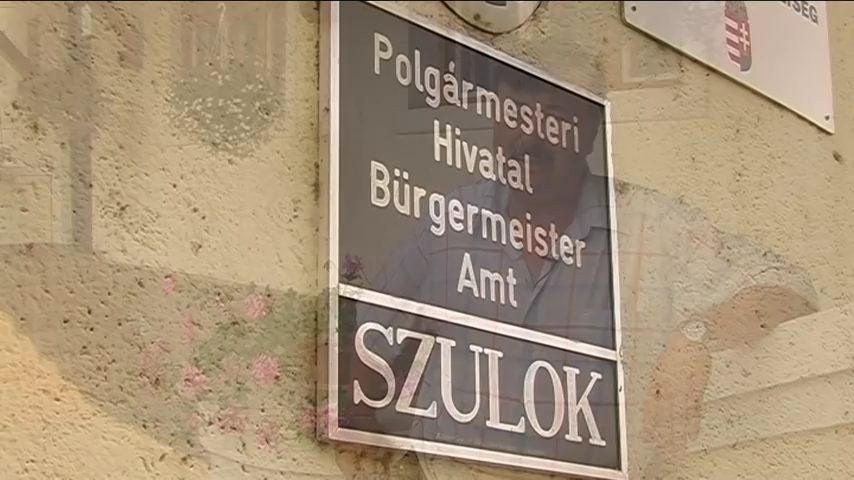 Polgármesteri
Hivatal
Bürgermeister
Amt
SZULOK